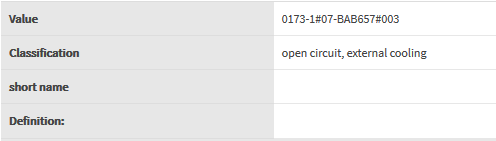 Value 0173-1#07-BAB657#003
Classification open circuit, external cooling
short name
Definition: